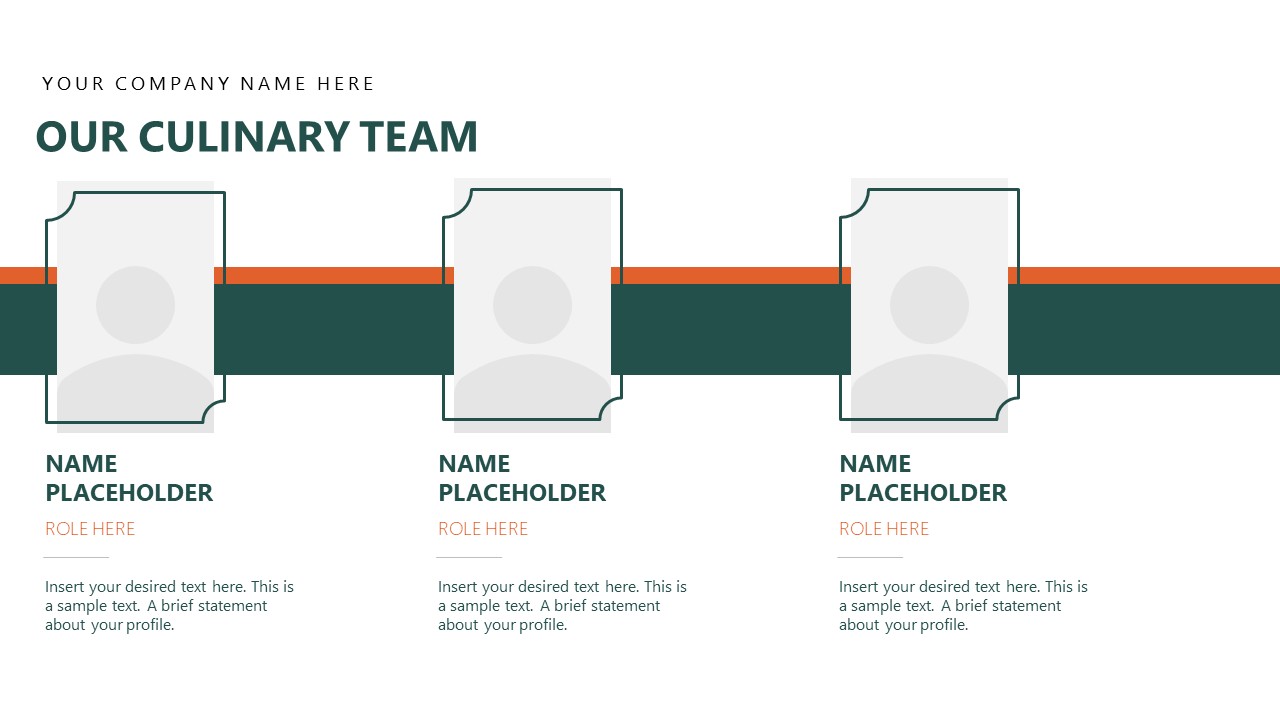 YOUR COMPANY NAME HERE
OUR CULINARY TEAM
NAME
PLACEHOLDER
ROLE HERE
Insert your desired text here. This is
a sample text. A brief statement
about your profile.
NAME
PLACEHOLDER
ROLE HERE
Insert your desired text here. This is
a sample text. A brief statement
about your profile.
NAME
PLACEHOLDER
ROLE HERE
Insert your desired text here. This is
a sample text. A brief statement
about your profile.